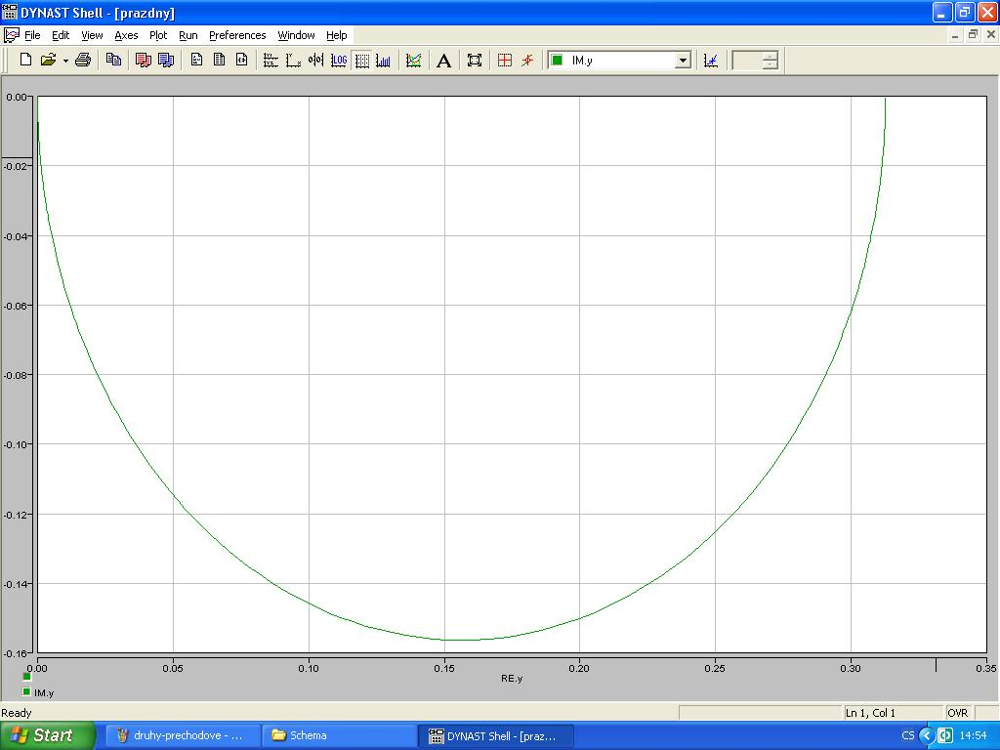 DYNAST Shell - [prazdny]
File Edit View Axes Plot Run Preferences Window Help
LOG A IM.y
0.00
-0.02
-0.04
-0.06
-0.08
-0.10
-0.12
-0.14
-0.16
0.00 0.05 0.10 0.15 0.20 0.25 0.30 0.35
RE.y
IM.y
Ready Ln 1, Col 1 OVR
Start druhy-prechodove - ... Schema DYNAST Shell - [praz... CS 14:54